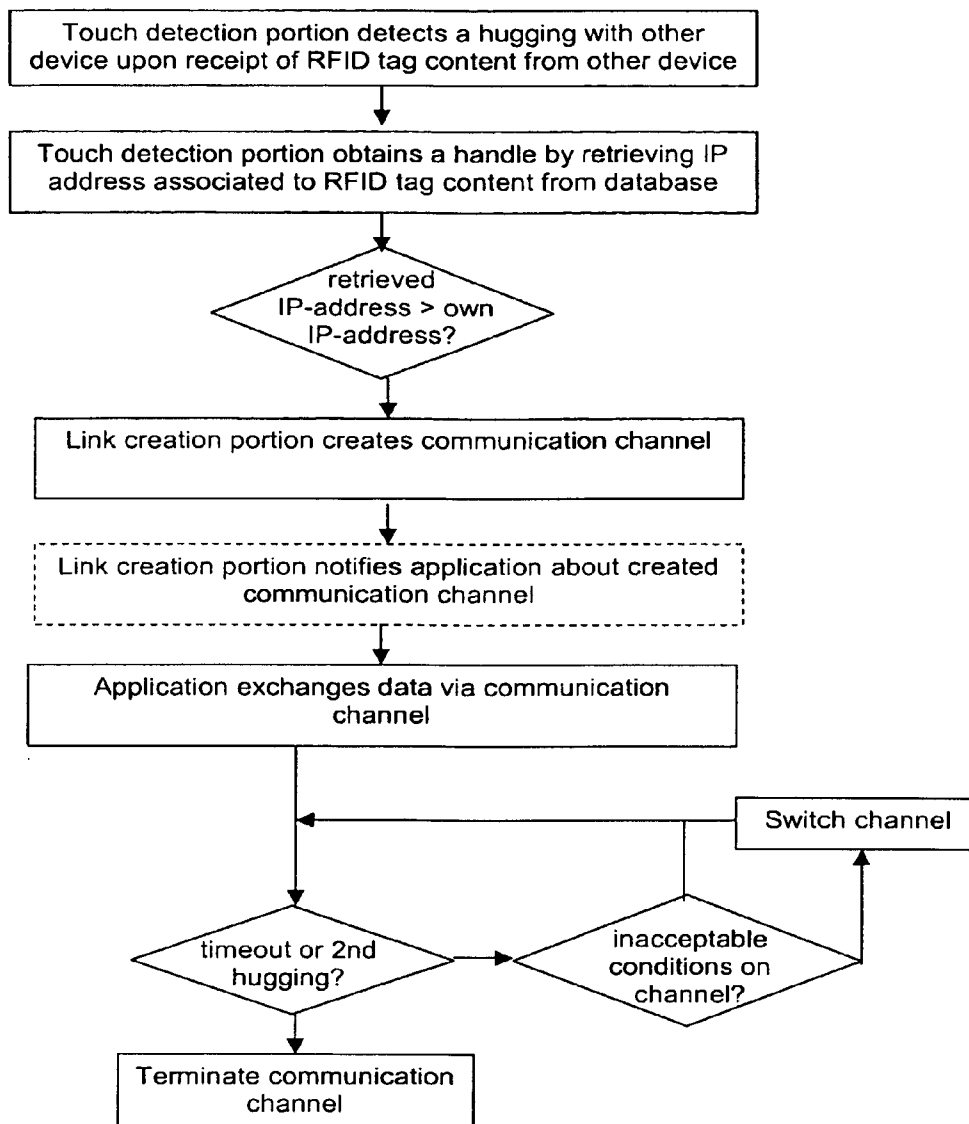 Touch detection portion detects a hugging with other
device upon receipt of RFID tag content from other device
Touch detection portion obtains a handle by retrieving IP
address associated to RFID tag content from database
retrieved
IP-address > own
IP-address?
Link creation portion creates communication channel
Link creation portion notifies application about created
communication channel
Application exchanges data via communication
channel
Switch channel
timeout or 2nd
hugging?
inacceptable
conditions on
channel?
Terminate communication
channel